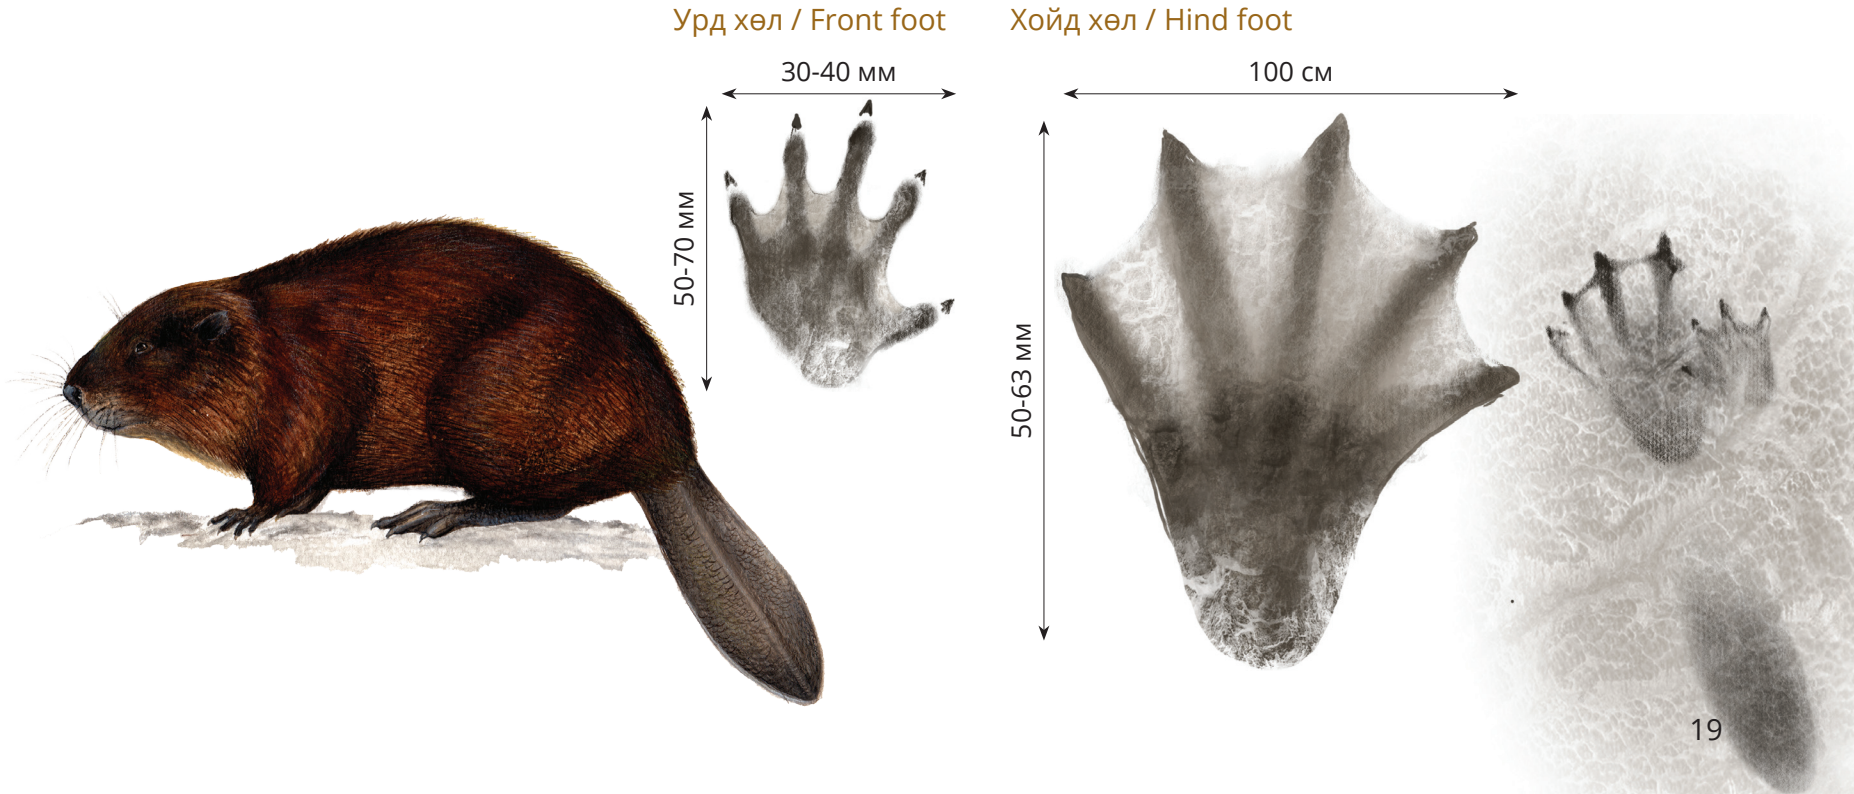 Урд хөл / Front foot
Хойд хөл / Hind foot
30-40 мм
100 см
50-70 мм
50-63 мм
19